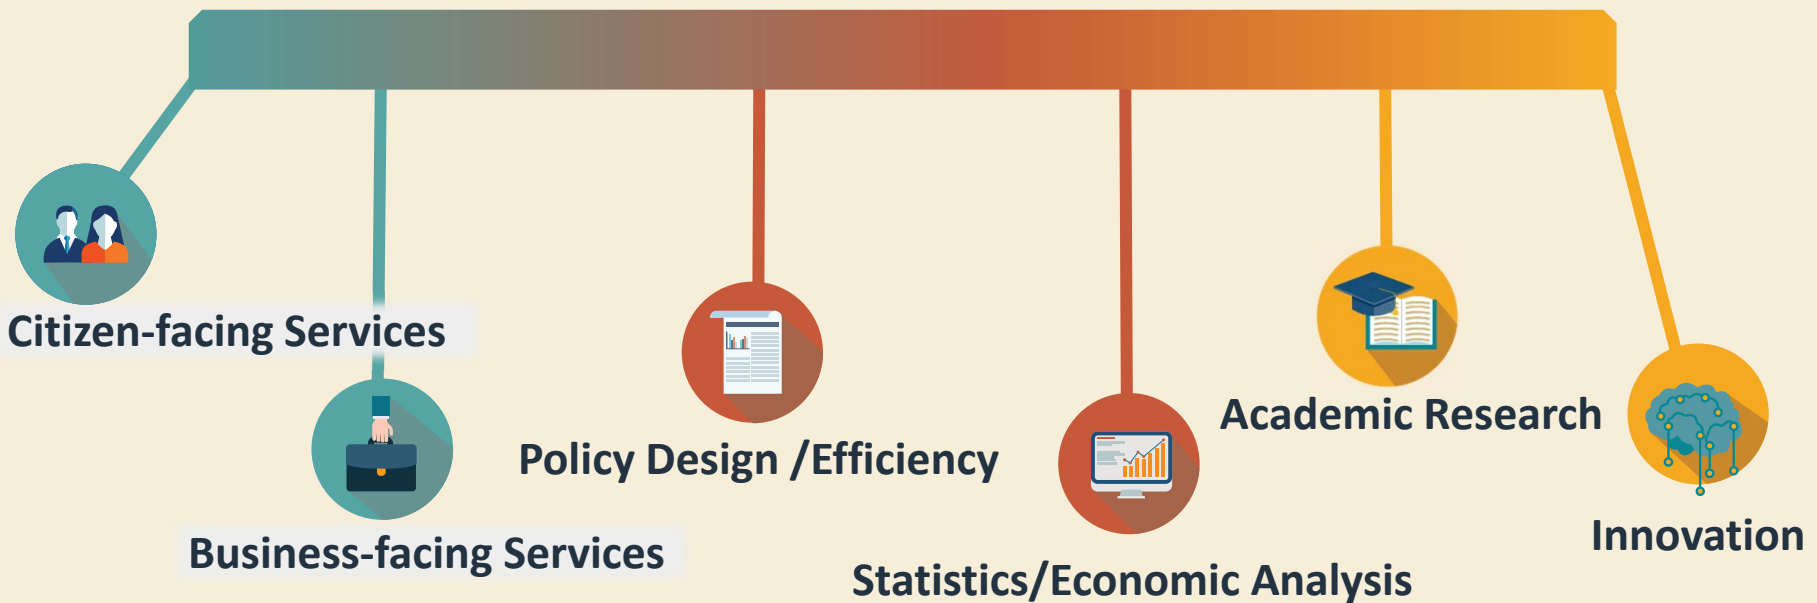 Citizen-facing Services
Business-facing Services
Policy Design /Efficiency
Statistics/Economic Analysis
Academic Research
Innovation